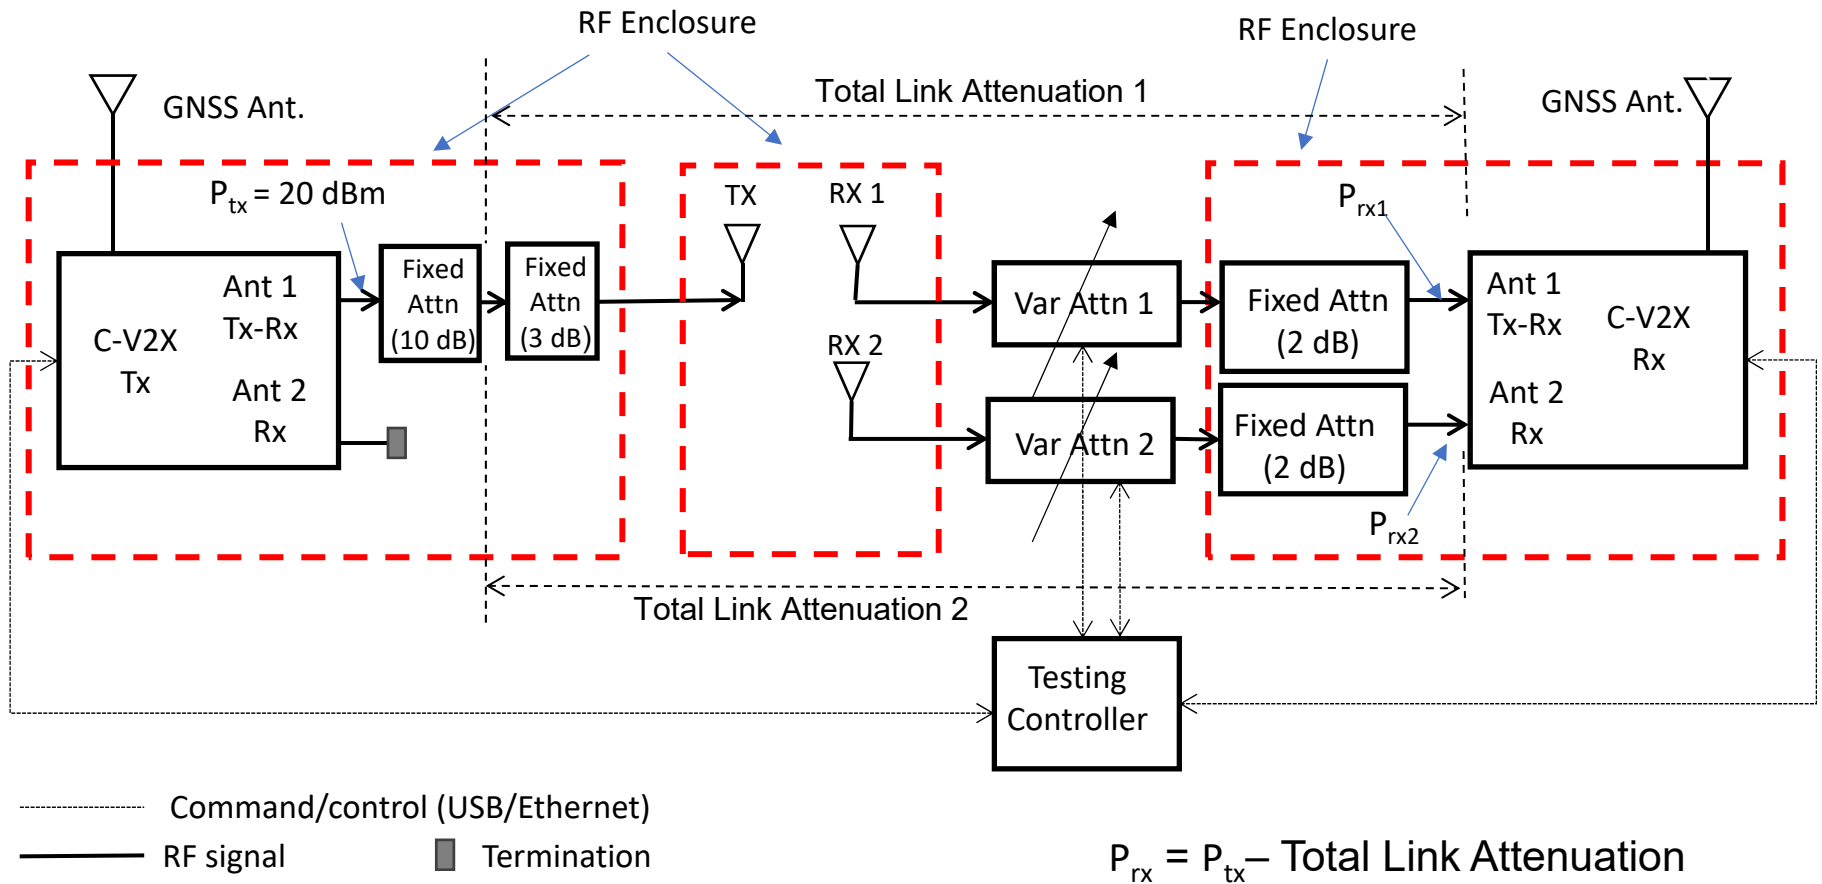 RF Enclosure
RF Enclosure
Total Link Attenuation 1
GNSS Ant.
GNSS Ant.
Ptx = 20 dBm
TX
RX 1
Prx1
Fixed
Attn
(10 dB)
Fixed
Attn
(3 dB)
Ant 1
Tx-Rx
C-V2X
Tx
Ant 2
Rx
RX 2
Var Attn 1
Var Attn 2
Fixed Attn
(2 dB)
Fixed Attn
(2 dB)
Ant 1
Tx-Rx
C-V2X
Rx
Ant 2
Rx
Prx2
Total Link Attenuation 2
Testing
Controller
Command/control (USB/Ethernet)
RF signal
Termination
Prx = Ptx– Total Link Attenuation